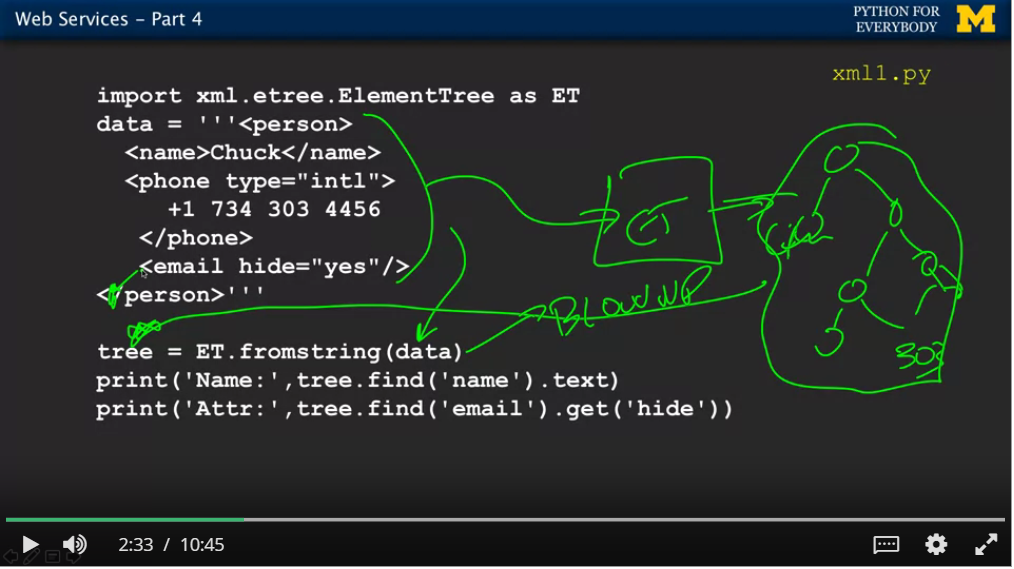 Web Services – Part 4
PYTHON FOR
EVERYBODY
M
xml1.py
import xml.etree.ElementTree as ET
data = '''<person>
  <name>Chuck</name>
  <phone type="intl">
     +1 734 303 4456
   </phone>
   <email hide="yes"/>
</person>'''
ET
BLOW UP
303
tree = ET.fromstring(data)
print('Name:',tree.find('name').text)
print('Attr:',tree.find('email').get('hide'))
2:33 / 10:45